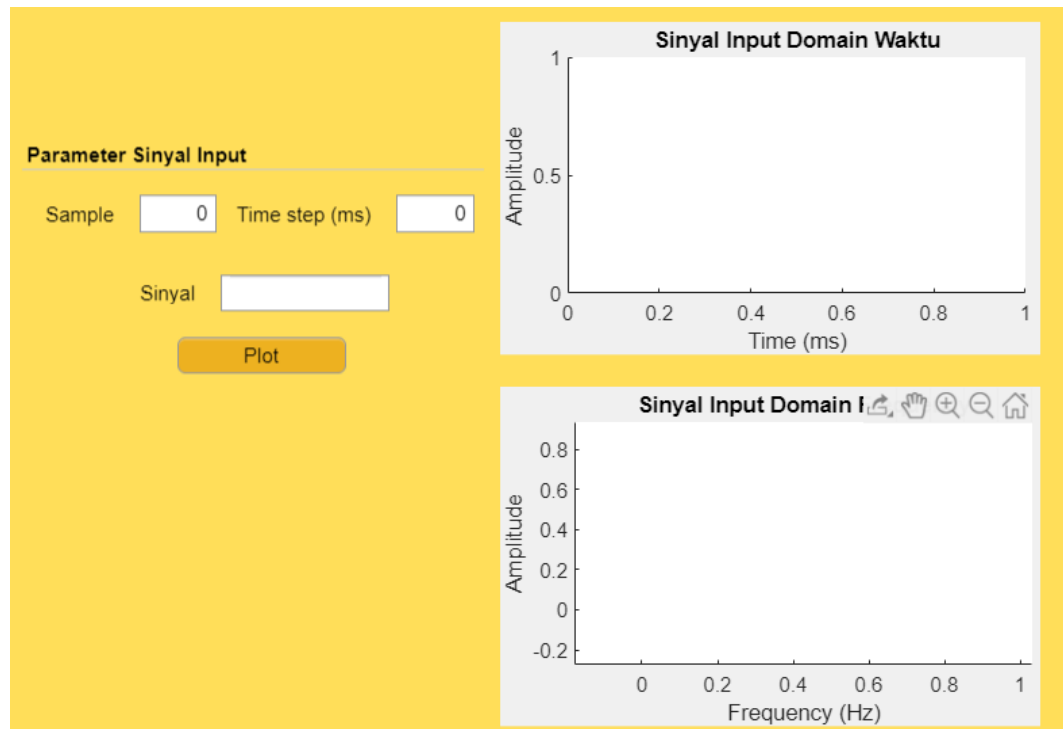 Parameter Sinyal Input
Sample 0 Time step (ms) 0
Sinyal
Plot
Sinyal Input Domain Waktu
Amplitude
1
0.5
0
0 0.2 0.4 0.6 0.8 1
Time (ms)
Sinyal Input Domain
Amplitude
0.8
0.6
0.4
0.2
0
-0.2
0 0.2 0.4 0.6 0.8 1
Frequency (Hz)